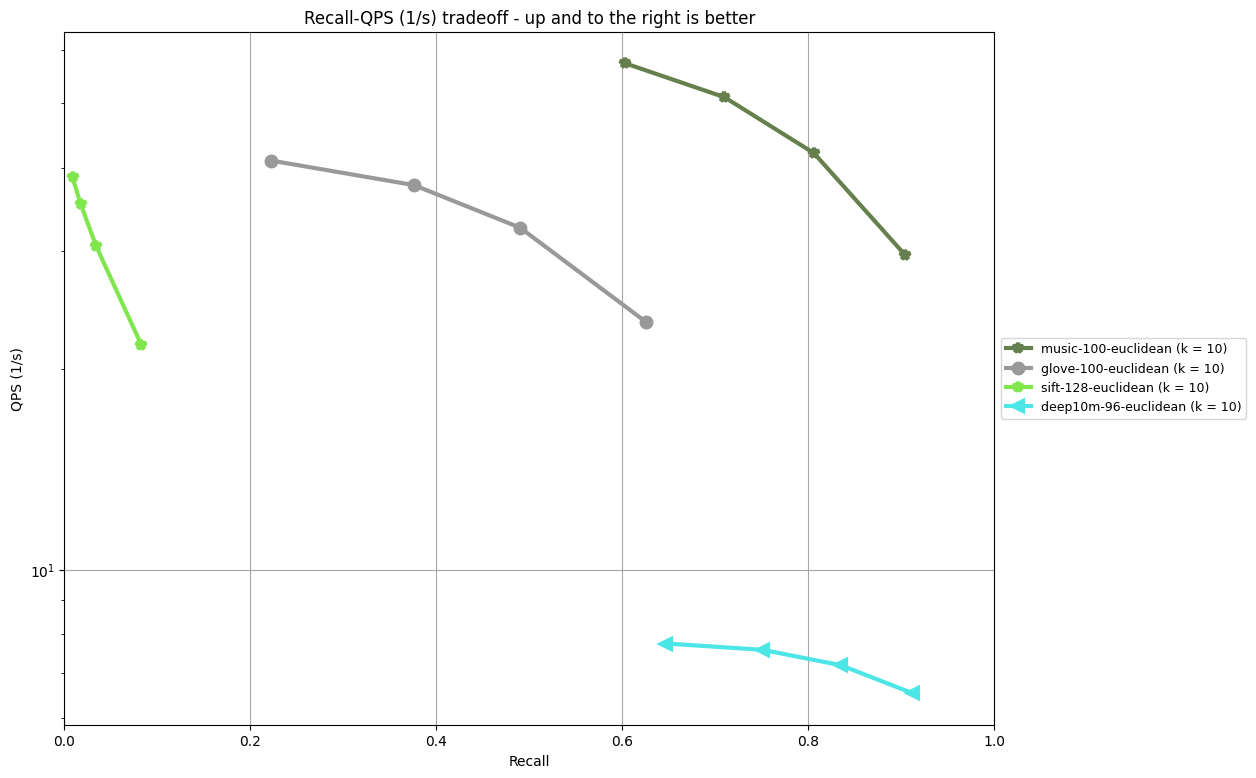 Recall-QPS (1/s) tradeoff - up and to the right is better
QPS (1/s)
10¹
0.0 0.2 0.4 0.6 0.8 1.0
Recall
music-100-euclidean (k = 10)
glove-100-euclidean (k = 10)
sift-128-euclidean (k = 10)
deep10m-96-euclidean (k = 10)